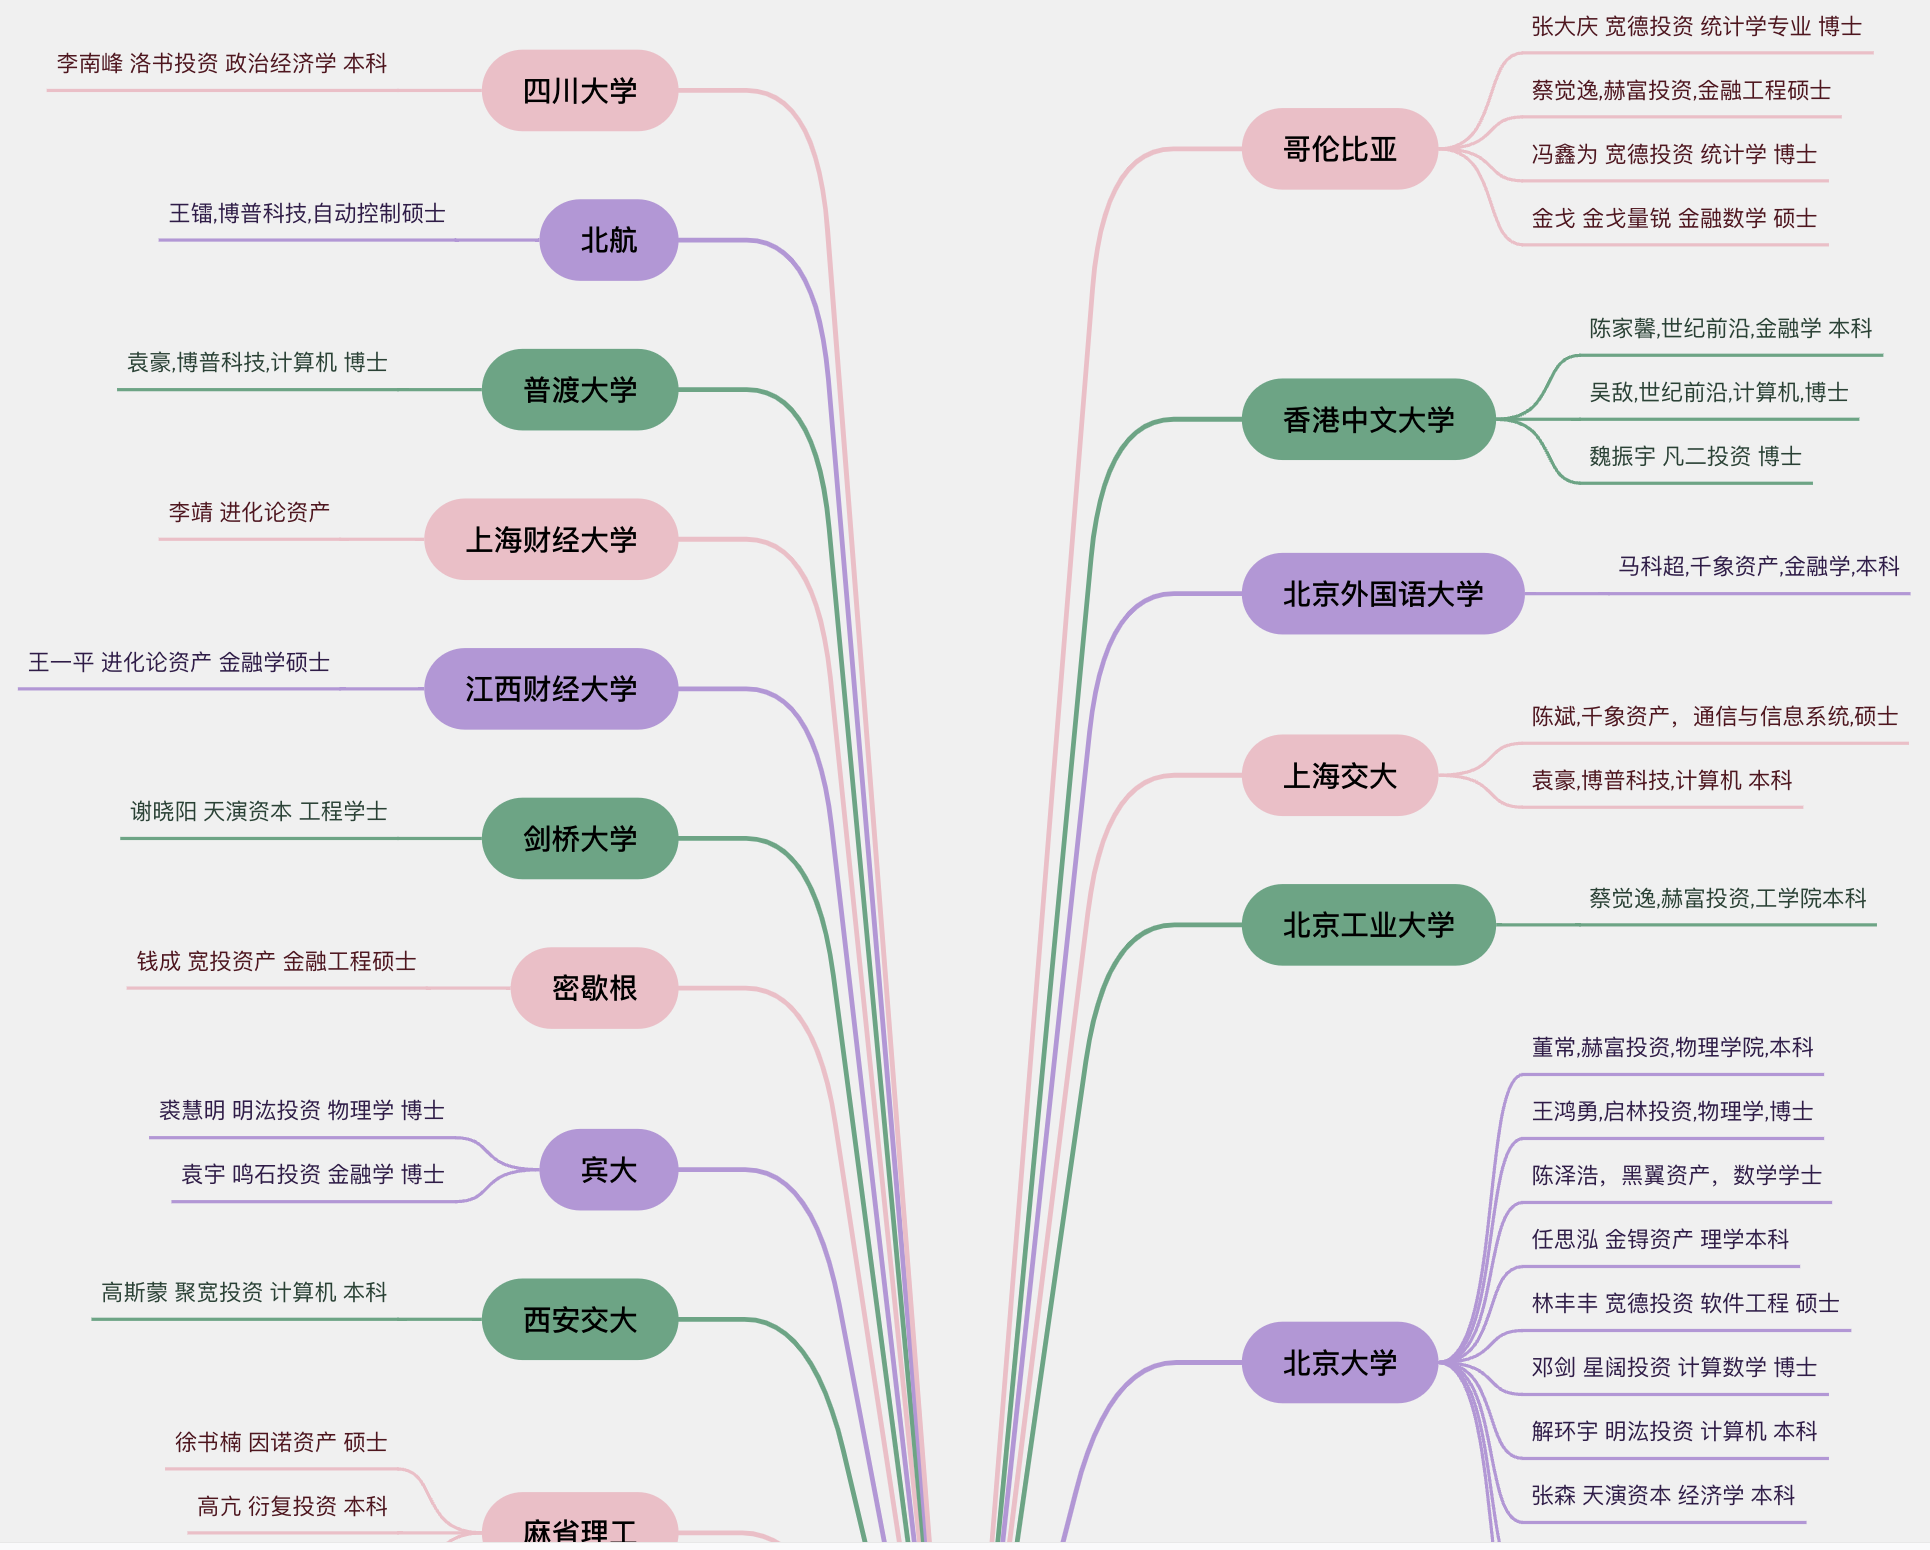 四川大学
李南峰 洛书投资 政治经济学 本科
北航
王镭,博普科技,自动控制硕士
普渡大学
袁豪,博普科技,计算机 博士
上海财经大学
李靖 进化论资产
江西财经大学
王一平 进化论资产 金融学硕士
剑桥大学
谢晓阳 天演资本 工程学士
密歇根
钱成 宽投资产 金融工程硕士
宾大
裘慧明 明汯投资 物理学 博士
袁宇 鸣石投资 金融学 博士
西安交大
高斯蒙 聚宽投资 计算机 本科
麻省理工
徐书楠 因诺资产 硕士
高亢 衍复投资 本科
哥伦比亚
张大庆 宽德投资 统计学专业 博士
蔡觉逸,赫富投资,金融工程硕士
冯鑫为 宽德投资 统计学 博士
金戈 金戈量锐 金融数学 硕士
香港中文大学
陈家馨,世纪前沿,金融学 本科
吴敌,世纪前沿,计算机,博士
魏振宇 凡二投资 博士
北京外国语大学
马科超,千象资产,金融学,本科
上海交大
陈斌,千象资产，通信与信息系统,硕士
袁豪,博普科技,计算机 本科
北京工业大学
蔡觉逸,赫富投资,工学院本科
北京大学
董常,赫富投资,物理学院,本科
王鸿勇,启林投资,物理学,博士
陈泽浩，黑翼资产，数学学士
任思泓 金锝资产 理学本科
林丰丰 宽德投资 软件工程 硕士
邓剑 星阔投资 计算数学 博士
解环宇 明汯投资 计算机 本科
张森 天演资本 经济学 本科